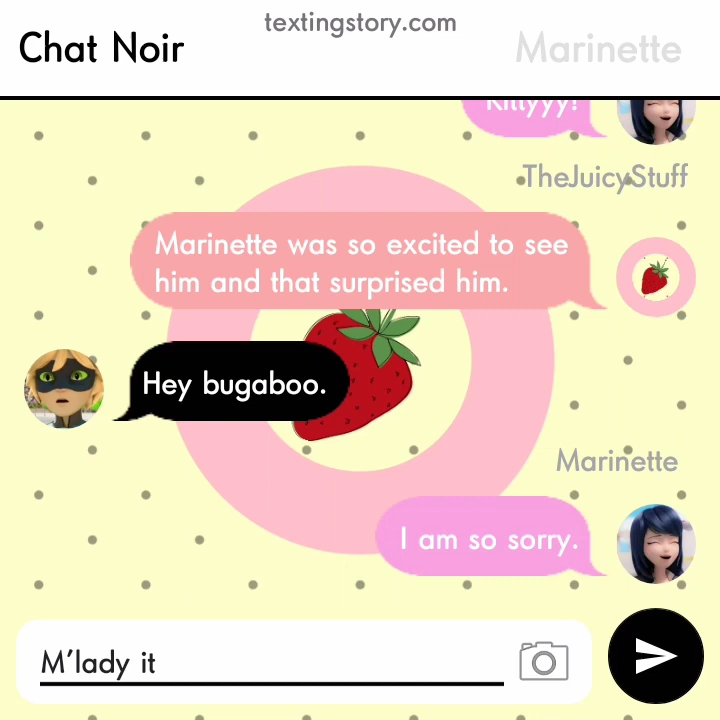 textingstory.com
Chat Noir
Marinette
Kittyyy!
TheJuicyStuff
Marinette was so excited to see
him and that surprised him.
Hey bugaboo.
Marinette
I am so sorry.
M'lady it